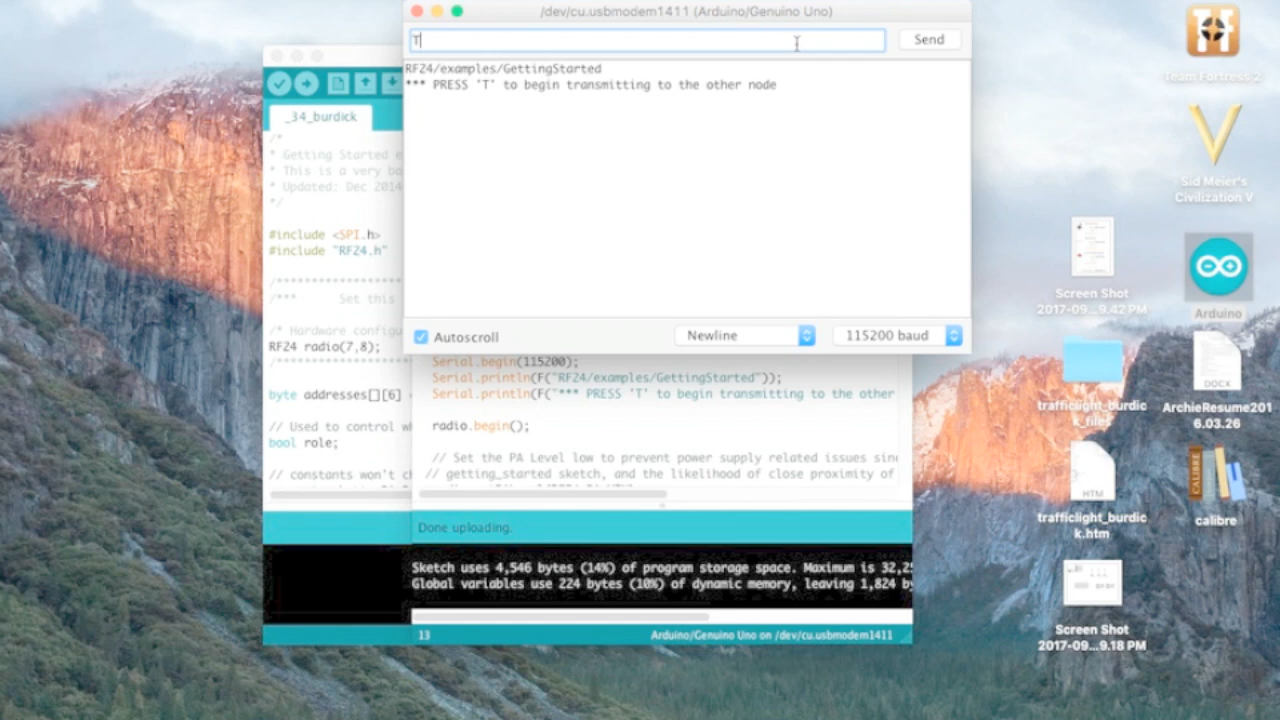 /dev/cu.usbmodem1411 (Arduino/Genuino Uno)
T
Send
RF24/examples/GettingStarted
*** PRESS 'T' to begin transmitting to the other node
Autoscroll
Newline
115200 baud
_34_burdick
/*
* Getting Started e
* This is a very ba
* Updated: Dec 2014
*/
#include <SPI.h>
#include "RF24.h"
/****************
/*** Set this
/* Hardware configu
RF24 radio(7,8);
/****************
byte addresses[][6]
// Used to control wh
bool role;
// constants won't ch
Serial.begin(115200);
Serial.println(F("RF24/examples/GettingStarted"));
Serial.println(F("*** PRESS 'T' to begin transmitting to the other
radio.begin();
// Set the PA Level low to prevent power supply related issues sinc
// getting_started sketch, and the likelihood of close proximity of
Done uploading.
Sketch uses 4,546 bytes (14%) of program storage space. Maximum is 32,25
Global variables use 224 bytes (10%) of dynamic memory, leaving 1,824 by
13
Arduino/Genuino Uno on /dev/cu.usbmodem1411
Team Fortress 2
Sid Meier's
Civilization V
Screen Shot
2017-09...9.42 PM
Arduino
trafficlight_burdic
k_files
DOCX
ArchieResume201
6.03.26
HTM
trafficlight_burdic
k.htm
CALIBRE
calibre
Screen Shot
2017-09...9.18 PM